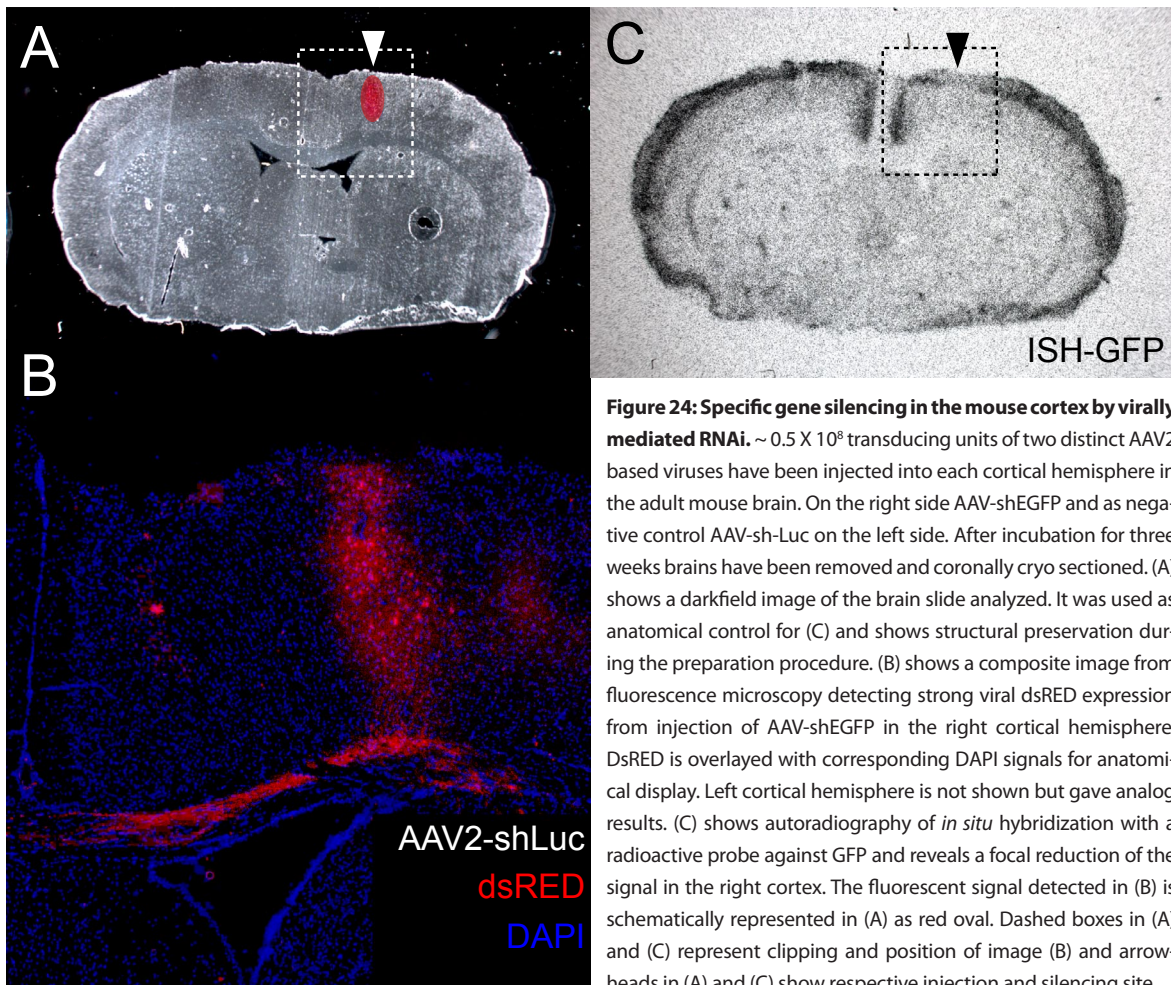 A
B
AAV2-shLuc
dsRED
DAPI
C
ISH-GFP
Figure 24: Specific gene silencing in the mouse cortex by virally
mediated RNAi. ~ 0.5 X 10⁸ transducing units of two distinct AAV2
based viruses have been injected into each cortical hemisphere in
the adult mouse brain. On the right side AAV-shEGFP and as nega-
tive control AAV-sh-Luc on the left side. After incubation for three
weeks brains have been removed and coronally cryo sectioned. (A)
shows a darkfield image of the brain slide analyzed. It was used as
anatomical control for (C) and shows structural preservation dur-
ing the preparation procedure. (B) shows a composite image from
fluorescence microscopy detecting strong viral dsRED expression
from injection of AAV-shEGFP in the right cortical hemisphere
DsRED is overlayed with corresponding DAPI signals for anatomi-
cal display. Left cortical hemisphere is not shown but gave analog
results. (C) shows autoradiography of in situ hybridization with a
radioactive probe against GFP and reveals a focal reduction of the
signal in the right cortex. The fluorescent signal detected in (B) is
schematically represented in (A) as red oval. Dashed boxes in (A)
and (C) represent clipping and position of image (B) and arrow-
heads in (A) and (C) show respective injection and silencing site